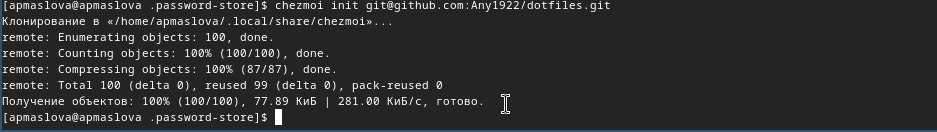 [apmaslova@apmaslova .password-store]$ chezmoi init git@github.com:Any1922/dotfiles.git
Клонирование в «/home/apmaslova/.local/share/chezmoi»...
remote: Enumerating objects: 100, done.
remote: Counting objects: 100% (100/100), done.
remote: Compressing objects: 100% (87/87), done.
remote: Total 100 (delta 0), reused 99 (delta 0), pack-reused 0
Получение объектов: 100% (100/100), 77.89 КиБ | 281.00 КиБ/с, готово.
[apmaslova@apmaslova .password-store]$